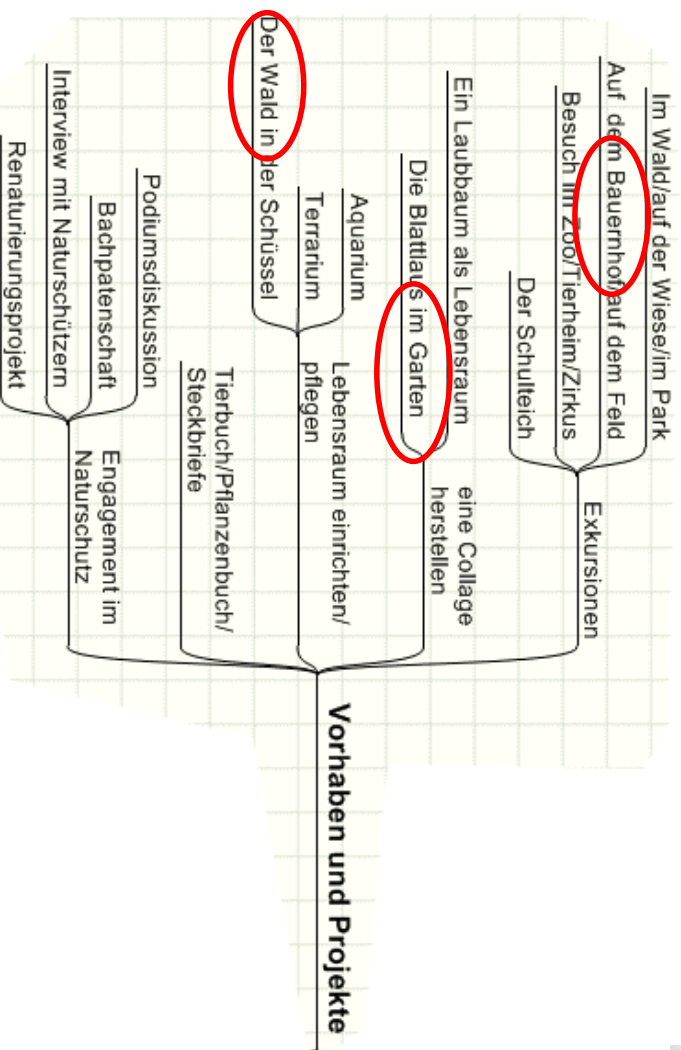 Im Wald/auf der Wiese/im Park
Auf dem Bauernhof/auf dem Feld
Besuch im Zoo/Tierheim/Zirkus
Der Schulteich
Exkursionen
Ein Laubbaum als Lebensraum
Die Blattlaus im Garten
eine Collage
herstellen
Aquarium
Terrarium
Der Wald in der Schüssel
Lebensraum einrichten/
pflegen
Tierbuch/Pflanzenbuch/
Steckbriefe
Podiumsdiskussion
Bachpatenschaft
Interview mit Naturschützern
Renaturierungsprojekt
Engagement im
Naturschutz
Vorhaben und Projekte